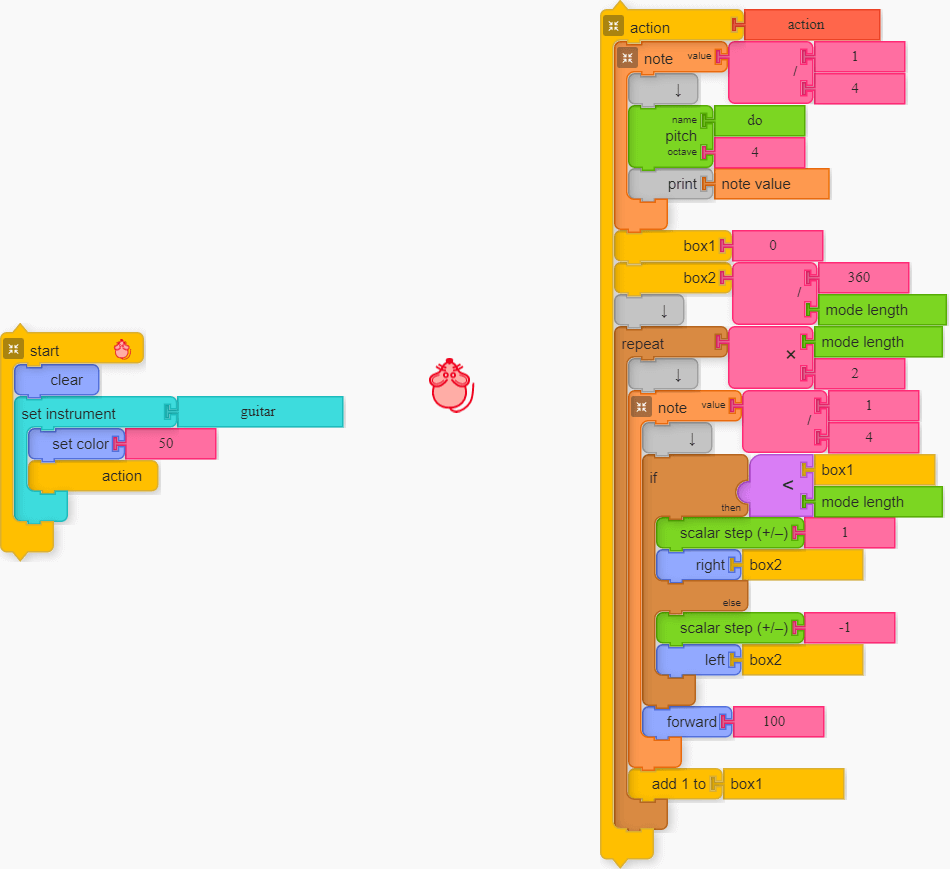 start
clear
set instrument guitar
set color 50
action
action action
note value 1
/
4
↓
name do
pitch
octave 4
print note value
box1 0
box2 360
/
mode length
↓
repeat mode length
×
2
↓
note value 1
/
4
↓
if box1
<
mode length
then
scalar step (+/–) 1
right box2
else
scalar step (+/–) -1
left box2
forward 100
add 1 to box1